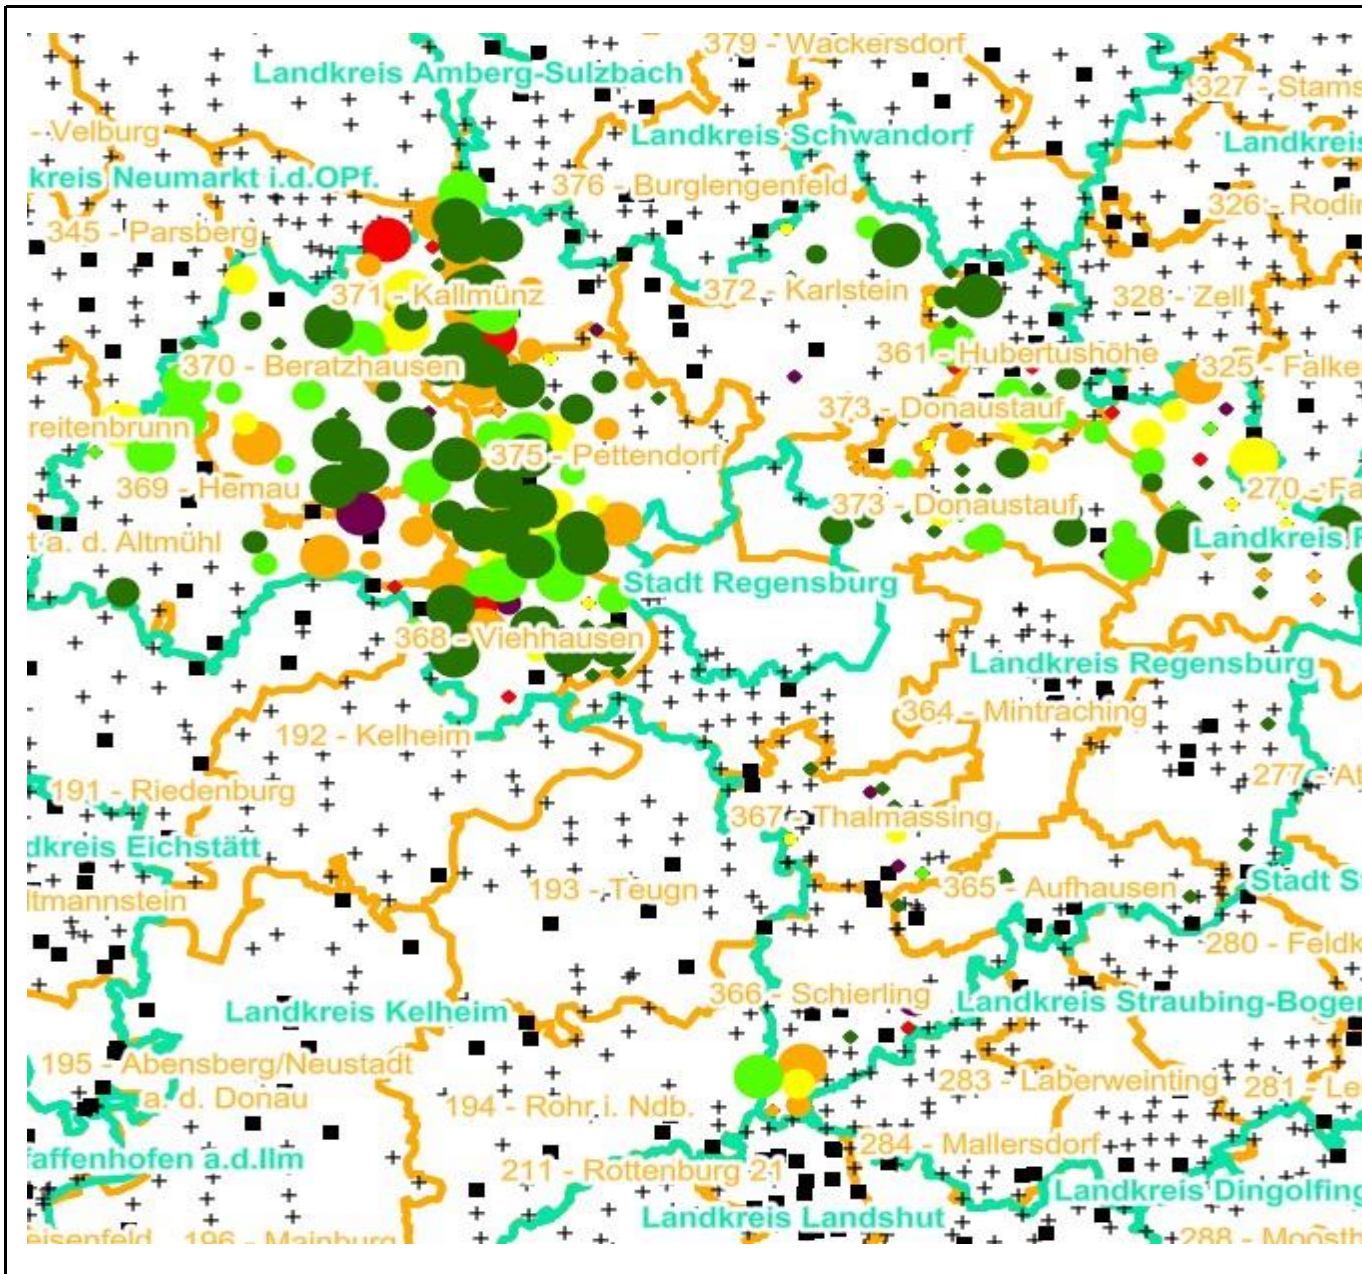 379 - Wackersdorf
Landkreis Amberg-Sulzbach
327 - Stams
- Velburg
Landkreis Schwandorf
Landkreis
kreis Neumarkt i.d.OPf.
376 - Burglengenfeld
326 - Rodin
345 - Parsberg
371 - Kallmünz
372 - Karlstein
328 - Zell
361 - Hubertushöhe
370 - Beratzhausen
325 - Falke
373 - Donaustauf
reitenbrunn
375 - Pettendorf
369 - Hemau
270 - Fa
373 - Donaustauf
t a. d. Altmühl
Landkreis R
Stadt Regensburg
368 - Viehhausen
Landkreis Regensburg
364 - Mintraching
192 - Kelheim
277 - At
191 - Riedenburg
367 - Thalmassing
dkreis Eichstätt
Stadt S
193 - Teugn
365 - Aufhausen
ltmannstein
280 - Feldk
366 - Schierling
Landkreis Straubing-Bogen
Landkreis Kelheim
195 - Abensberg/Neustadt
283 - Laberweinting
281 - Le
a. d. Donau
194 - Rohr i. Ndb.
284 - Mallersdorf
faffenhofen a.d.Ilm
211 - Rottenburg 21
Landkreis Dingolfing
Landkreis Landshut
eisenfeld
196 - Mainburg
288 - Moosth